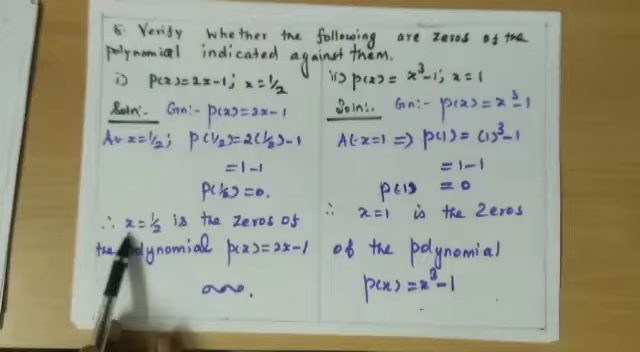 5. Verify whether the following are zeros of the
polynomial indicated against them.
i) p(x)=2x-1; x=1/2
Soln:- Gn:- p(x)=2x-1
At x=1/2; p(1/2)=2(1/2)-1
=1-1
p(1/2)=0.
∴ x=1/2 is the zeros of
the polynomial p(x)=2x-1
ii) p(x)= x³-1; x=1
Soln:- Gn:- p(x)=x³-1
At x=1 => p(1)=(1)³-1
=1-1
p(1) =0
∴ x=1 is the zeros
of the polynomial
p(x)=x³-1